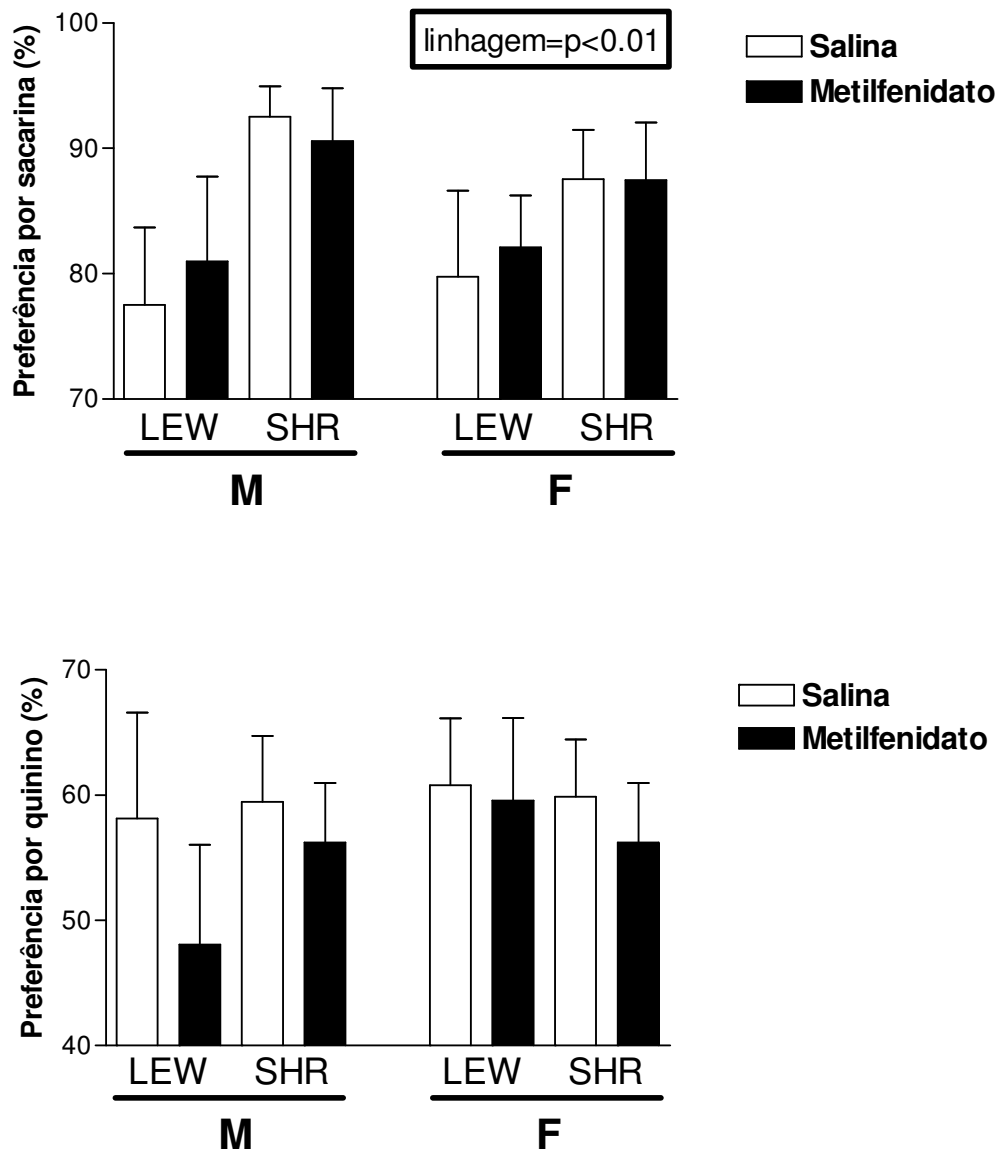 Preferência por sacarina (%)
100
90
80
70
linhagem=p<0.01
Salina
Metilfenidato
LEW SHR LEW SHR
M F
Preferência por quinino (%)
70
60
50
40
Salina
Metilfenidato
LEW SHR LEW SHR
M F